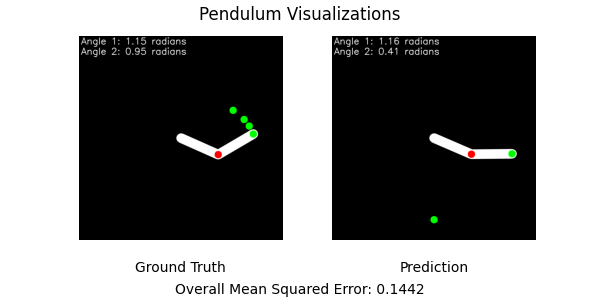 Pendulum Visualizations
Angle 1: 1.15 radians
Angle 2: 0.95 radians
Angle 1: 1.16 radians
Angle 2: 0.41 radians
Ground Truth
Prediction
Overall Mean Squared Error: 0.1442